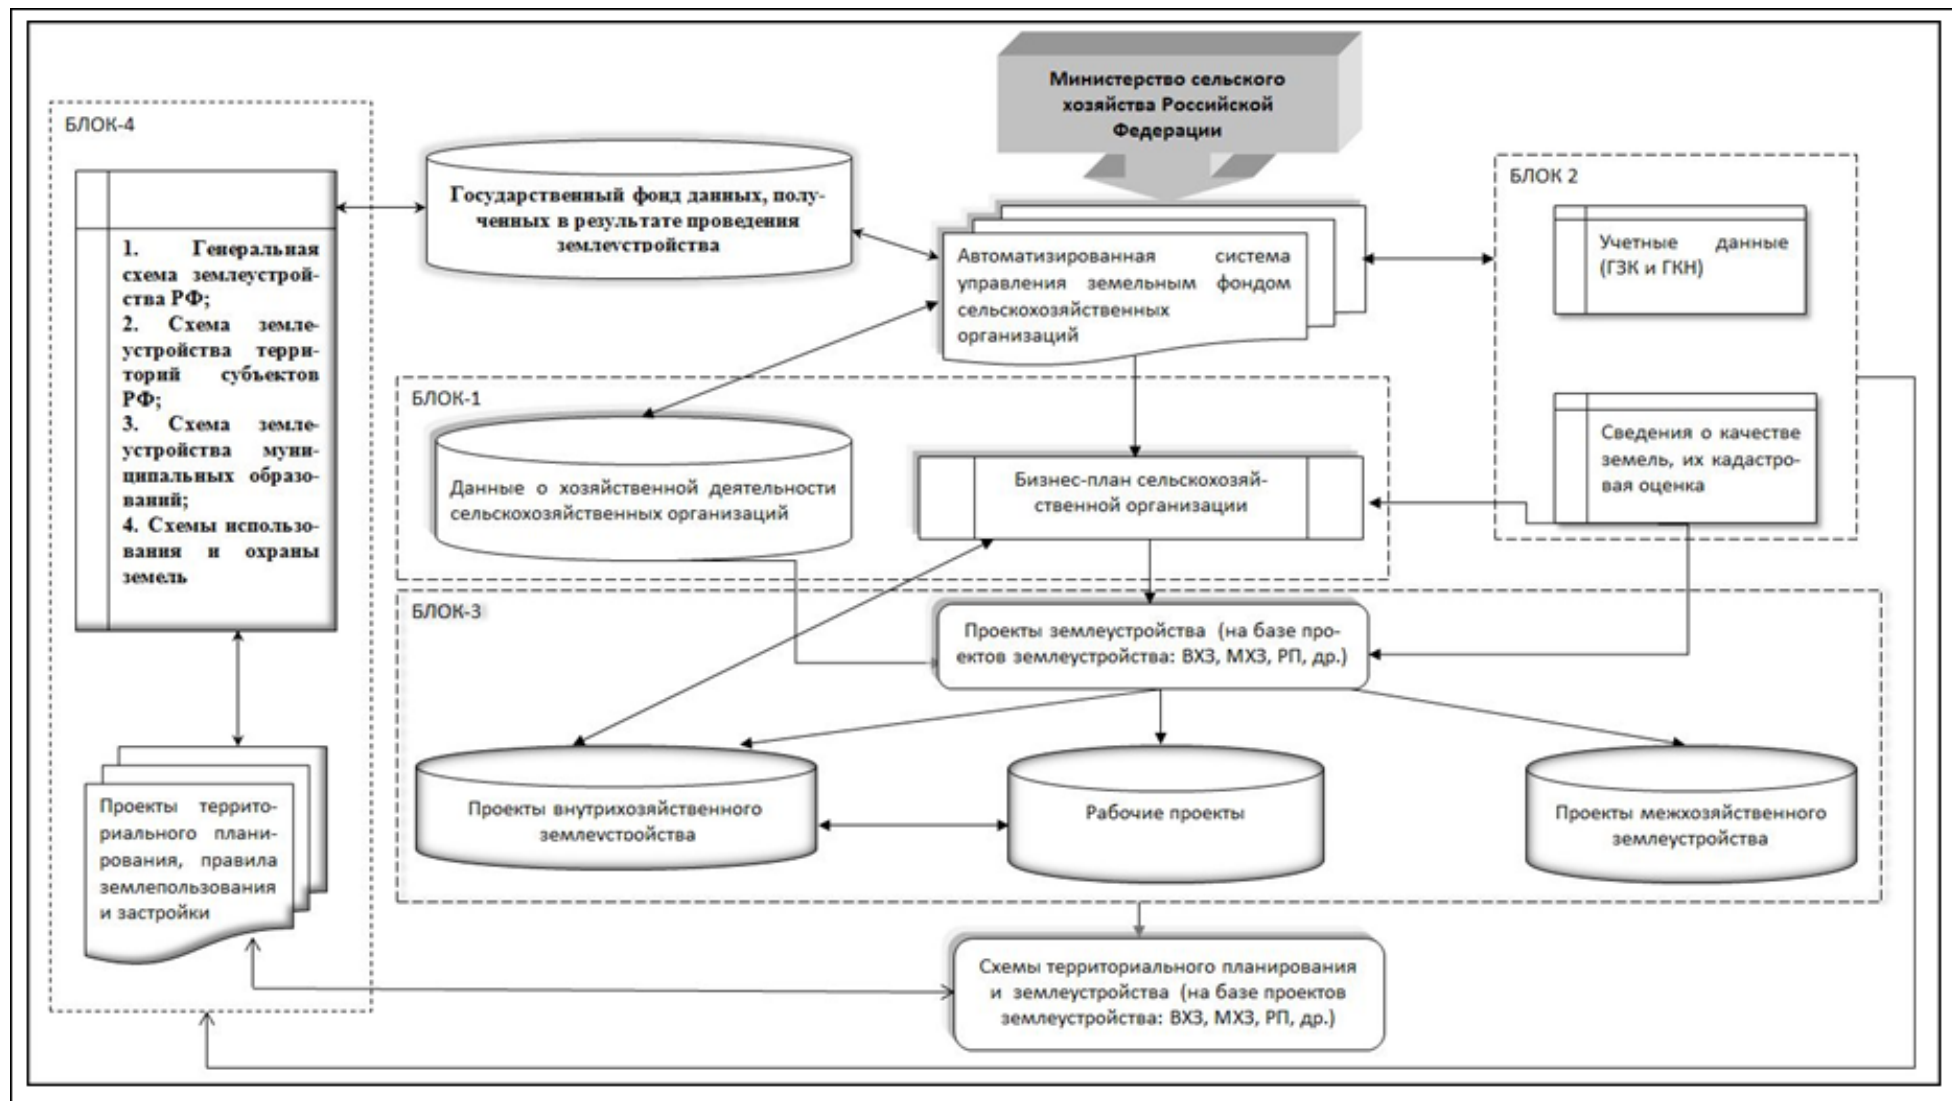 Министерство сельского
хозяйства Российской
Федерации
БЛОК-4
1. Генеральная
схема землеустрой-
ства РФ;
2. Схема земле-
устройства терри-
торий субъектов
РФ;
3. Схема земле-
устройства муни-
ципальных образо-
ваний;
4. Схемы использо-
вания и охраны
земель
Проекты террито-
риального плани-
рования, правила
землепользования
и застройки
Государственный фонд данных, полу-
ченных в результате проведения
землеустройства
Автоматизированная система
управления земельным фондом
сельскохозяйственных
организаций
БЛОК 2
Учетные данные
(ГЗК и ГКН)
Сведения о качестве
земель, их кадастро-
вая оценка
БЛОК-1
Данные о хозяйственной деятельности
сельскохозяйственных организаций
Бизнес-план сельскохозяй-
ственной организации
БЛОК-3
Проекты землеустройства (на базе про-
ектов землеустройства: ВХЗ, МХЗ, РП, др.)
Проекты внутрихозяйственного
землеустройства
Рабочие проекты
Проекты межхозяйственного
землеустройства
Схемы территориального планирования
и землеустройства (на базе проектов
землеустройства: ВХЗ, МХЗ, РП, др.)